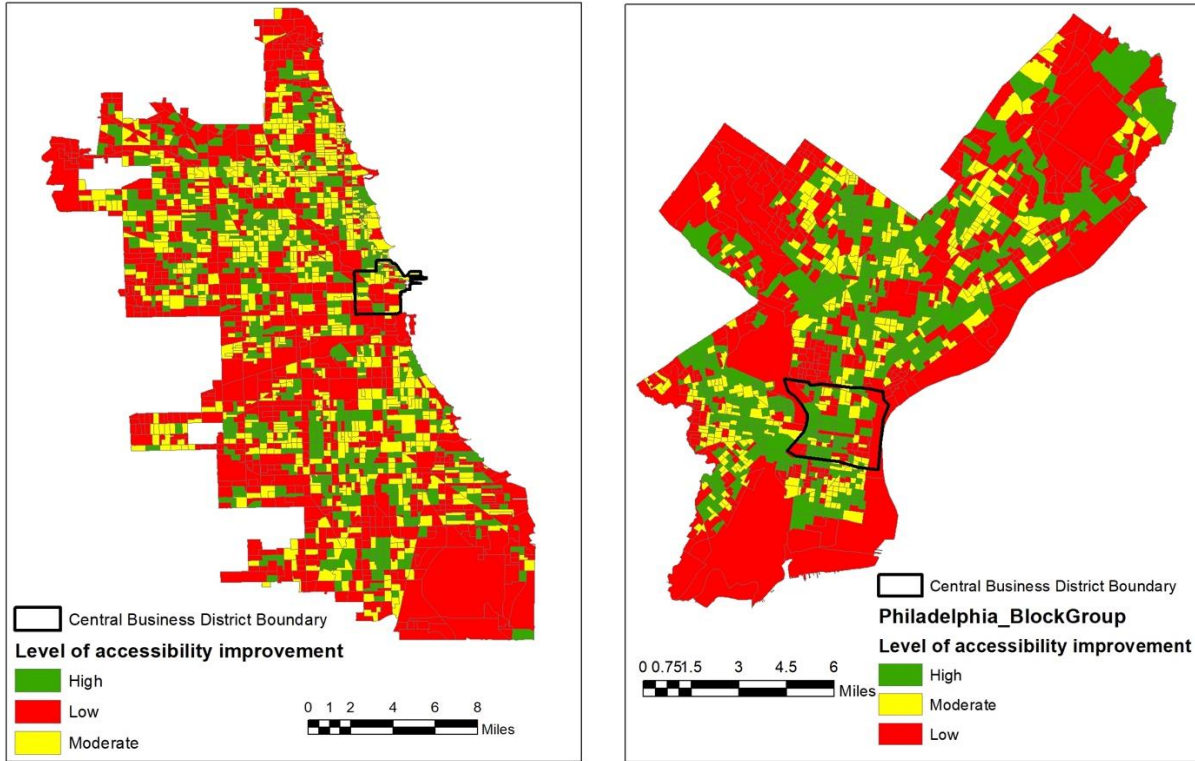 Central Business District Boundary
Level of accessibility improvement
High
Low
Moderate
0 1 2 4 6 8
Miles
Central Business District Boundary
Philadelphia_BlockGroup
Level of accessibility improvement
High
Moderate
Low
0 0.751.5 3 4.5 6
Miles